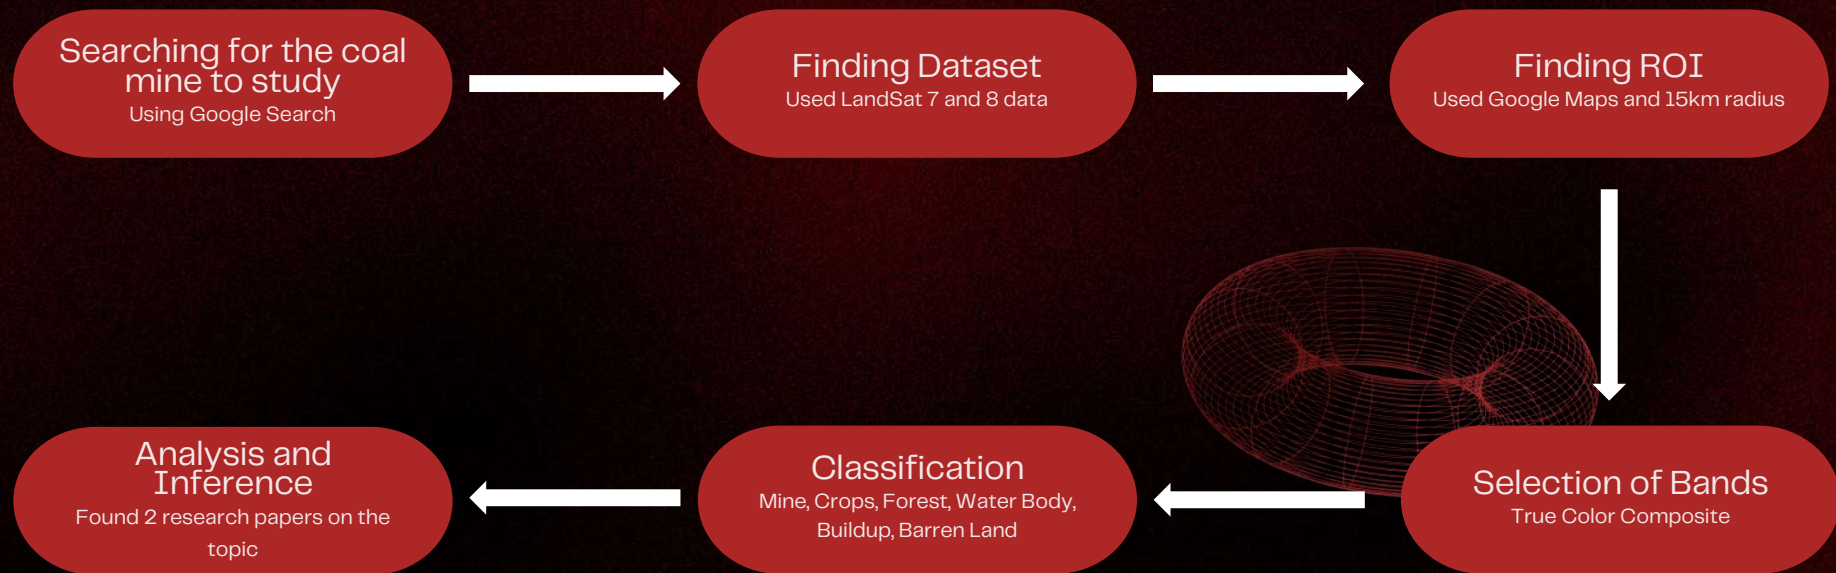 Searching for the coal
mine to study
Using Google Search
Finding Dataset
Used LandSat 7 and 8 data
Finding ROI
Used Google Maps and 15km radius
Selection of Bands
True Color Composite
Classification
Mine, Crops, Forest, Water Body,
Buildup, Barren Land
Analysis and
Inference
Found 2 research papers on the
topic